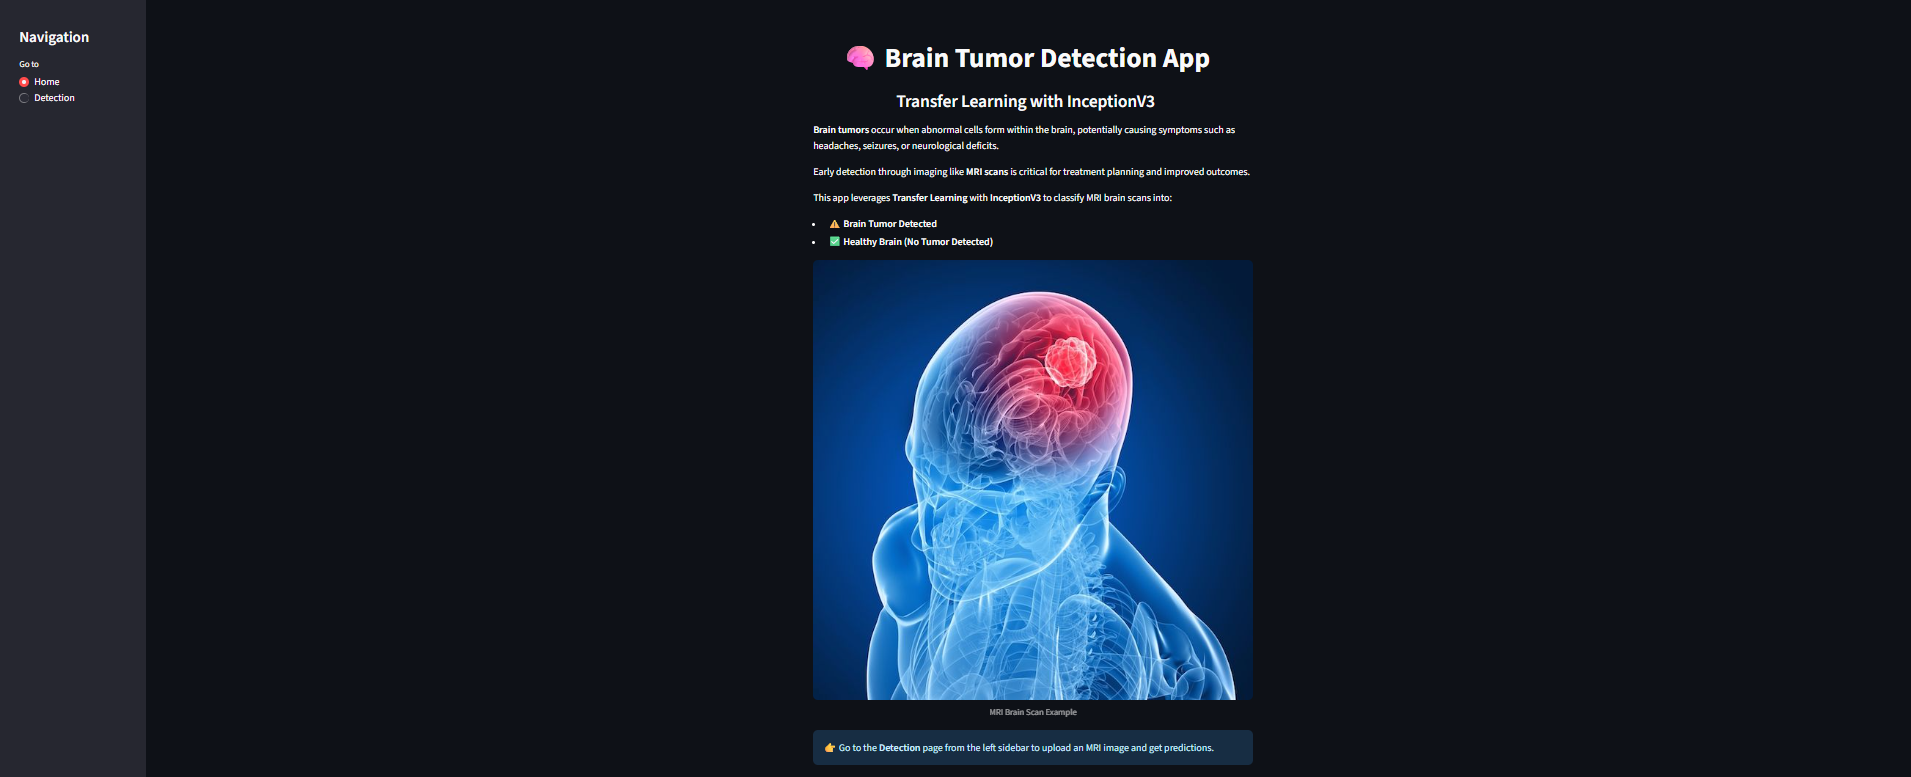 Navigation
Go to
Home
Detection
🧠 Brain Tumor Detection App
Transfer Learning with InceptionV3
Brain tumors occur when abnormal cells form within the brain, potentially causing symptoms such as
headaches, seizures, or neurological deficits.
Early detection through imaging like MRI scans is critical for treatment planning and improved outcomes.
This app leverages Transfer Learning with InceptionV3 to classify MRI brain scans into:
• ⚠️ Brain Tumor Detected
• ✅ Healthy Brain (No Tumor Detected)
MRI Brain Scan Example
👉 Go to the Detection page from the left sidebar to upload an MRI image and get predictions.